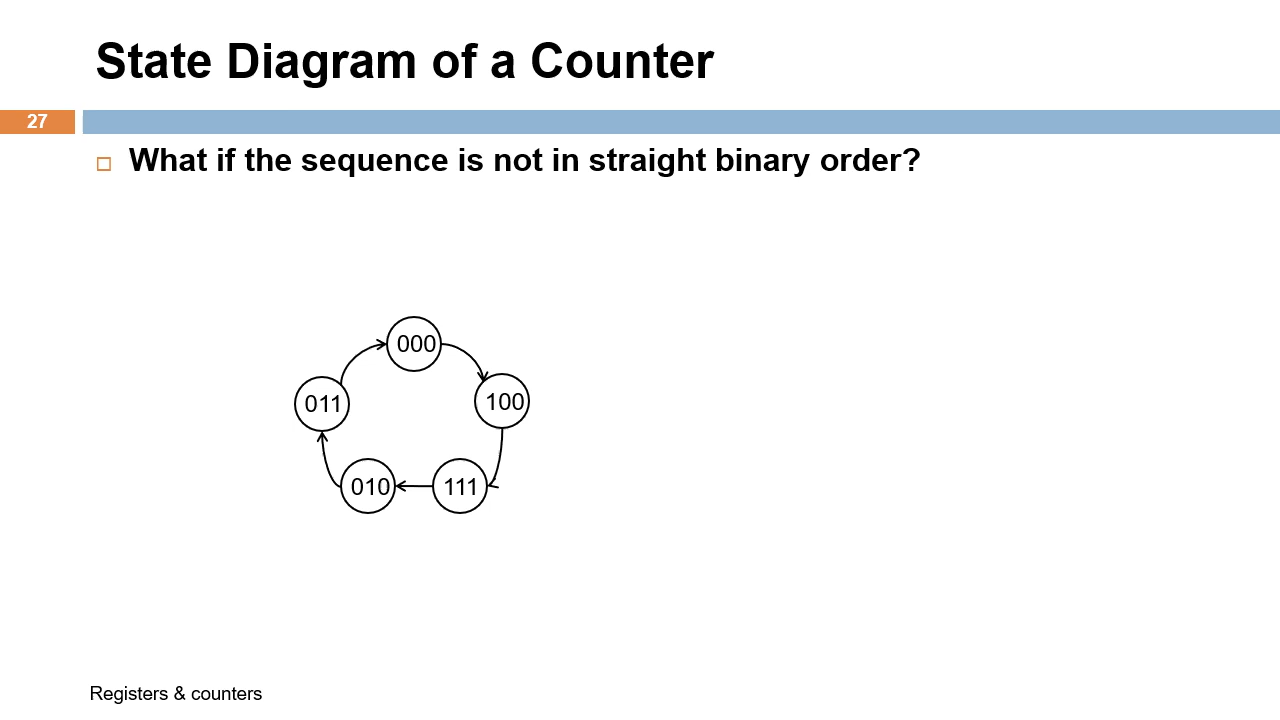 State Diagram of a Counter
27
What if the sequence is not in straight binary order?
000
011
100
010
111
Registers & counters